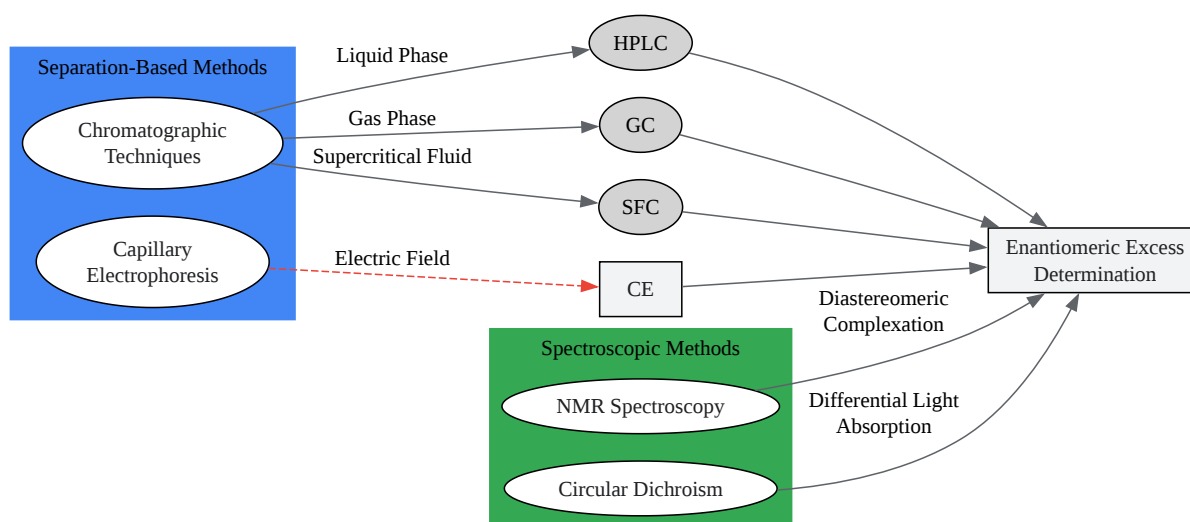 Separation-Based Methods
Chromatographic
Techniques
Capillary
Electrophoresis
Liquid Phase
Gas Phase
Supercritical Fluid
Electric Field
HPLC
GC
SFC
CE
Spectroscopic Methods
NMR Spectroscopy
Circular Dichroism
Diastereomeric
Complexation
Differential Light
Absorption
Enantiomeric Excess
Determination